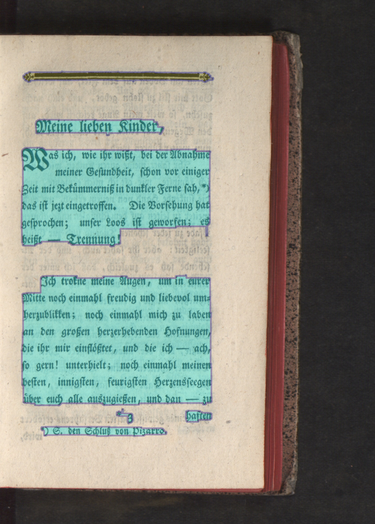 Meine lieben Kinder,
Was ich, wie ihr wißt, bei der Abnahme
meiner Gesundheit, schon vor einiger
Zeit mit Bekümmerniß in dunkler Ferne sah, *)
das ist jezt eingetroffen. Die Vorsehung hat
gesprochen; unser Loos ist geworfen; es
heißt — Trennung!
Ich trokne meine Augen, um in eurer
Mitte noch einmahl freudig und liebevol um-
herzublikken; noch einmahl mich zu laben
an den großen herzerhebenden Hofnungen,
die ihr mir einflößtet, und die ich — ach,
so gern! unterhielt; noch einmahl meinen
besten, innigsten, feurigsten Herzenssegen
über euch alle auszugießen, und dan — zu
*) S. den Schluß von Pizarro.